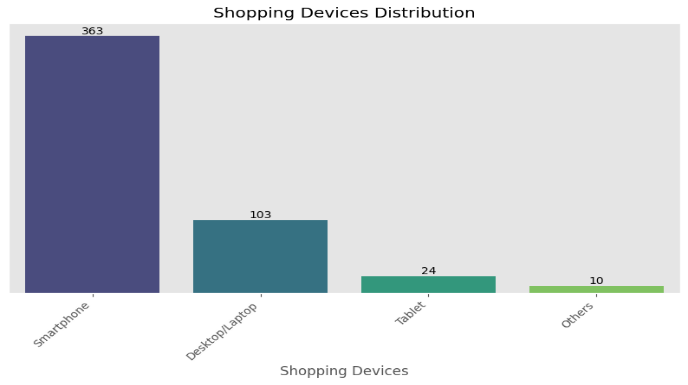 Shopping Devices Distribution
363
103
24
10
Smartphone
Desktop/Laptop
Tablet
Others
Shopping Devices